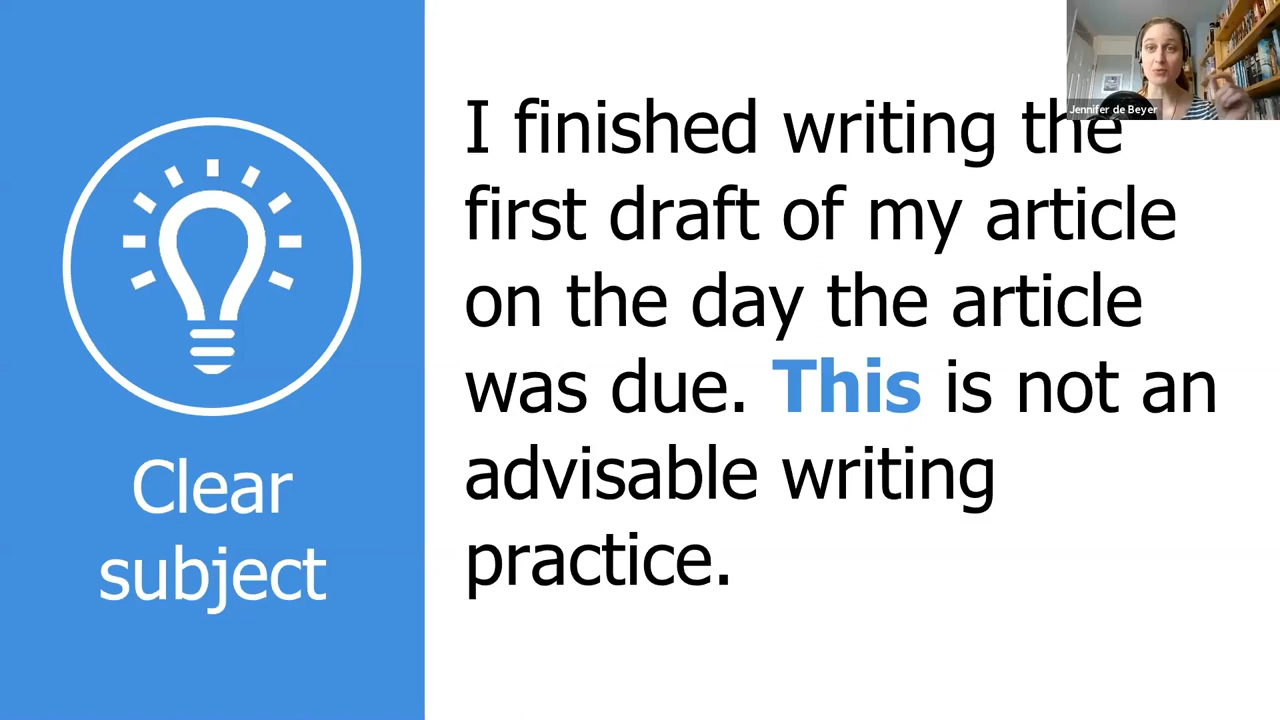 Clear
subject
I finished writing the
first draft of my article
on the day the article
was due. This is not an
advisable writing
practice.
Jennifer de Beyer